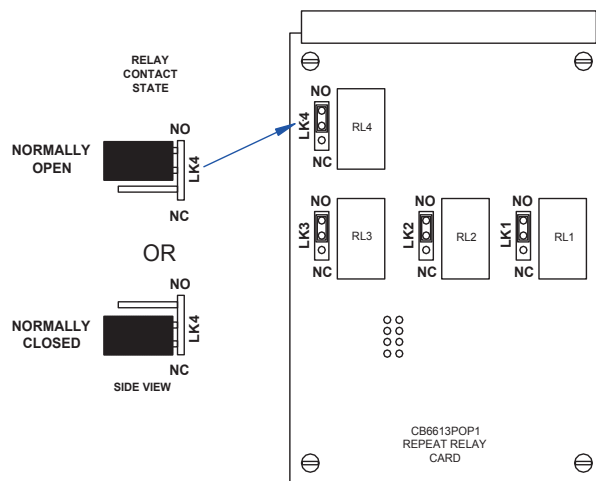 RELAY
CONTACT
STATE
NO
NORMALLY
OPEN
LK4
NC
OR
NO
NORMALLY
CLOSED
LK4
NC
SIDE VIEW
NO
LK4
RL4
NC
NO
LK3
RL3
NC
NO
LK2
RL2
NC
NO
LK1
RL1
NC
CB6613POP1
REPEAT RELAY
CARD